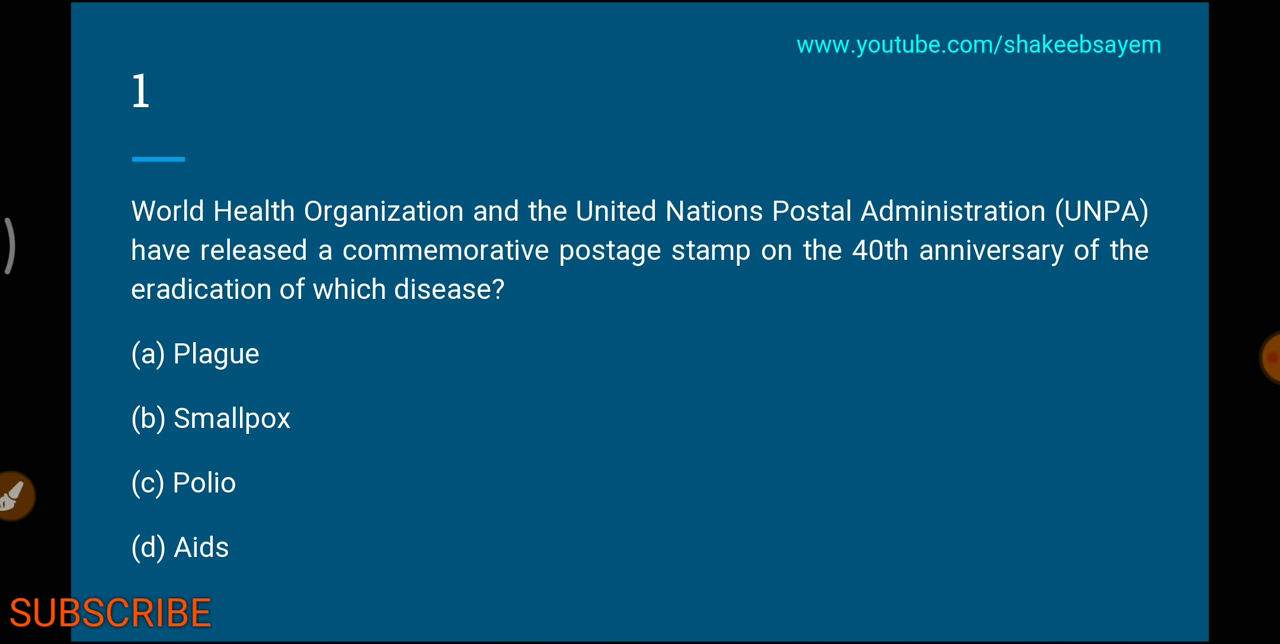 www.youtube.com/shakeebsayem
1
World Health Organization and the United Nations Postal Administration (UNPA)
have released a commemorative postage stamp on the 40th anniversary of the
eradication of which disease?
(a) Plague
(b) Smallpox
(c) Polio
(d) Aids
SUBSCRIBE